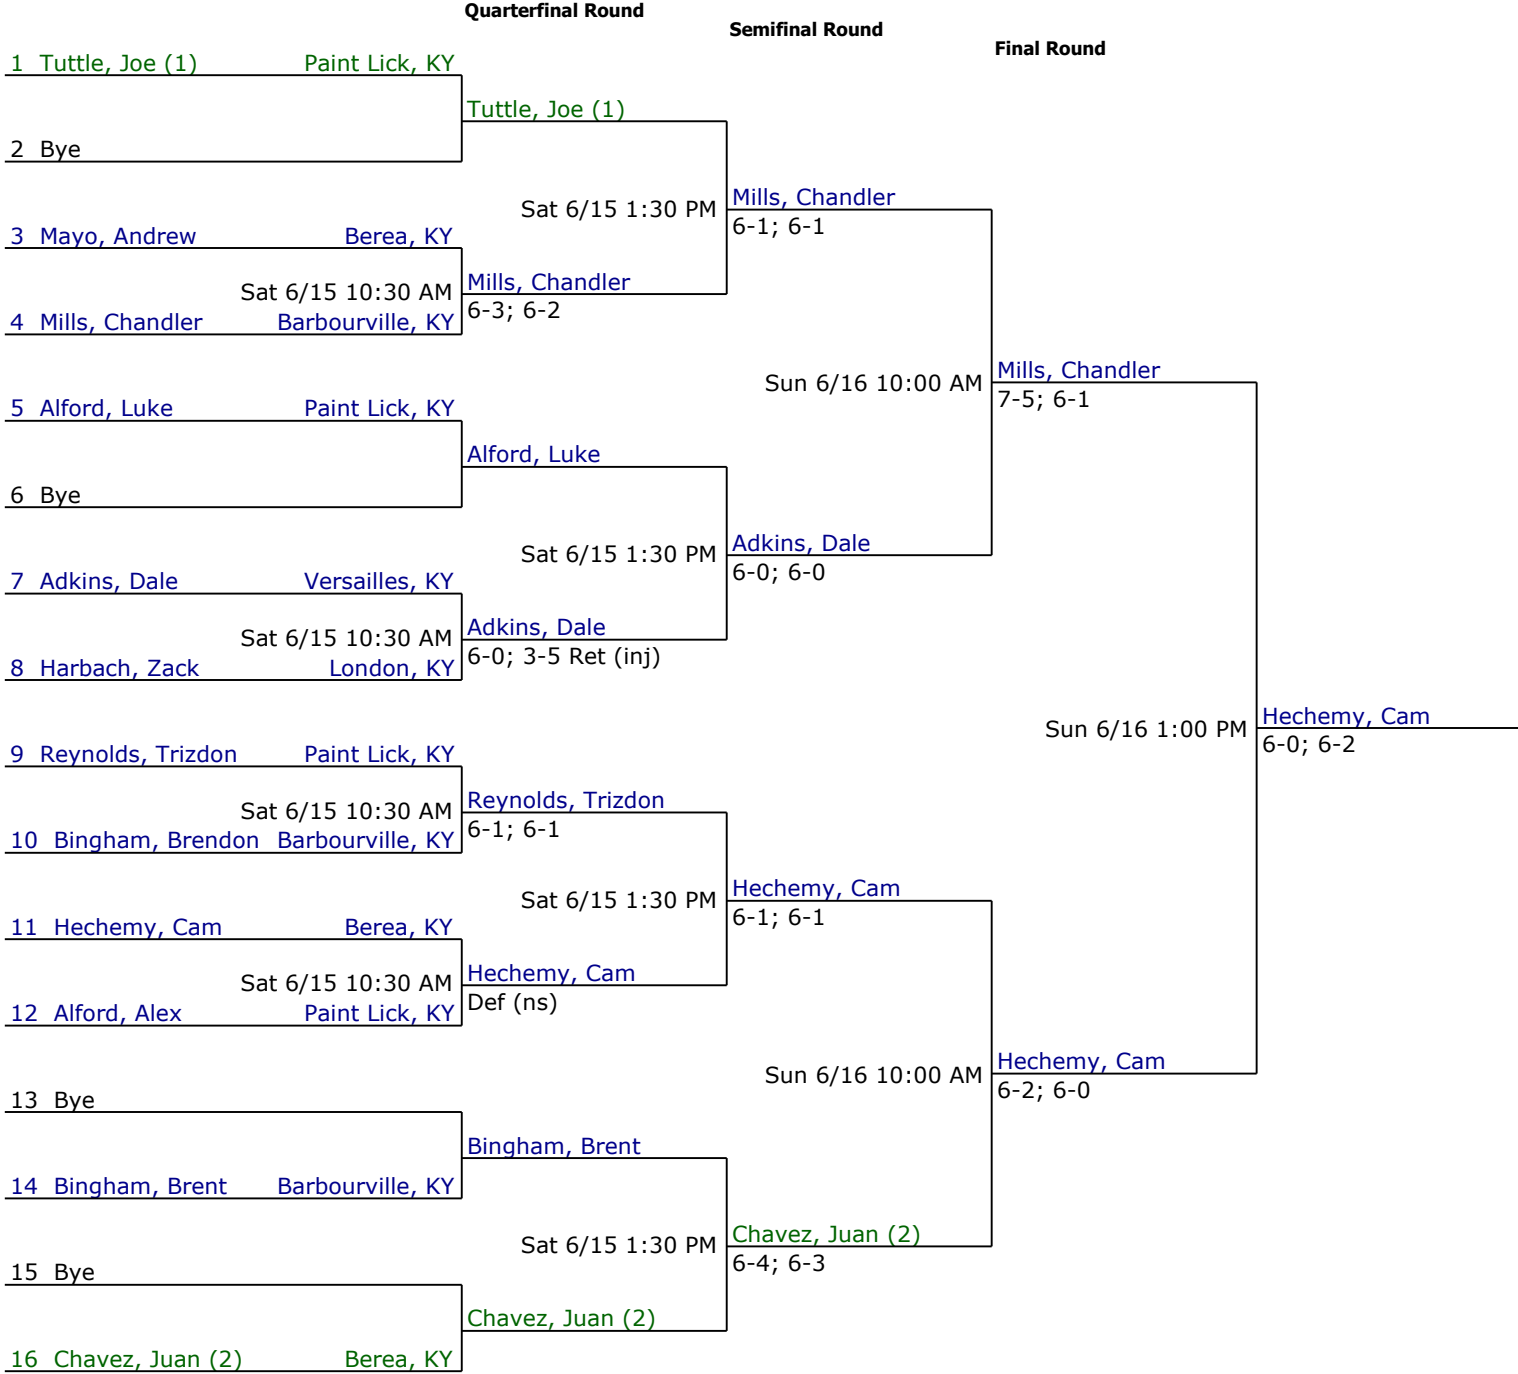 Quarterfinal Round
Semifinal Round
Final Round
1 Tuttle, Joe (1) Paint Lick, KY
Tuttle, Joe (1)
2 Bye
Sat 6/15 1:30 PM Mills, Chandler
6-1; 6-1
3 Mayo, Andrew Berea, KY
Sat 6/15 10:30 AM Mills, Chandler
6-3; 6-2
4 Mills, Chandler Barbourville, KY
Sun 6/16 10:00 AM Mills, Chandler
7-5; 6-1
5 Alford, Luke Paint Lick, KY
Alford, Luke
6 Bye
Sat 6/15 1:30 PM Adkins, Dale
6-0; 6-0
7 Adkins, Dale Versailles, KY
Sat 6/15 10:30 AM Adkins, Dale
6-0; 3-5 Ret (inj)
8 Harbach, Zack London, KY
Sun 6/16 1:00 PM Hechemy, Cam
6-0; 6-2
9 Reynolds, Trizdon Paint Lick, KY
Sat 6/15 10:30 AM Reynolds, Trizdon
6-1; 6-1
10 Bingham, Brendon Barbourville, KY
Sat 6/15 1:30 PM Hechemy, Cam
6-1; 6-1
11 Hechemy, Cam Berea, KY
Sat 6/15 10:30 AM Hechemy, Cam
Def (ns)
12 Alford, Alex Paint Lick, KY
Sun 6/16 10:00 AM Hechemy, Cam
6-2; 6-0
13 Bye
Bingham, Brent
14 Bingham, Brent Barbourville, KY
Sat 6/15 1:30 PM Chavez, Juan (2)
6-4; 6-3
15 Bye
Chavez, Juan (2)
16 Chavez, Juan (2) Berea, KY